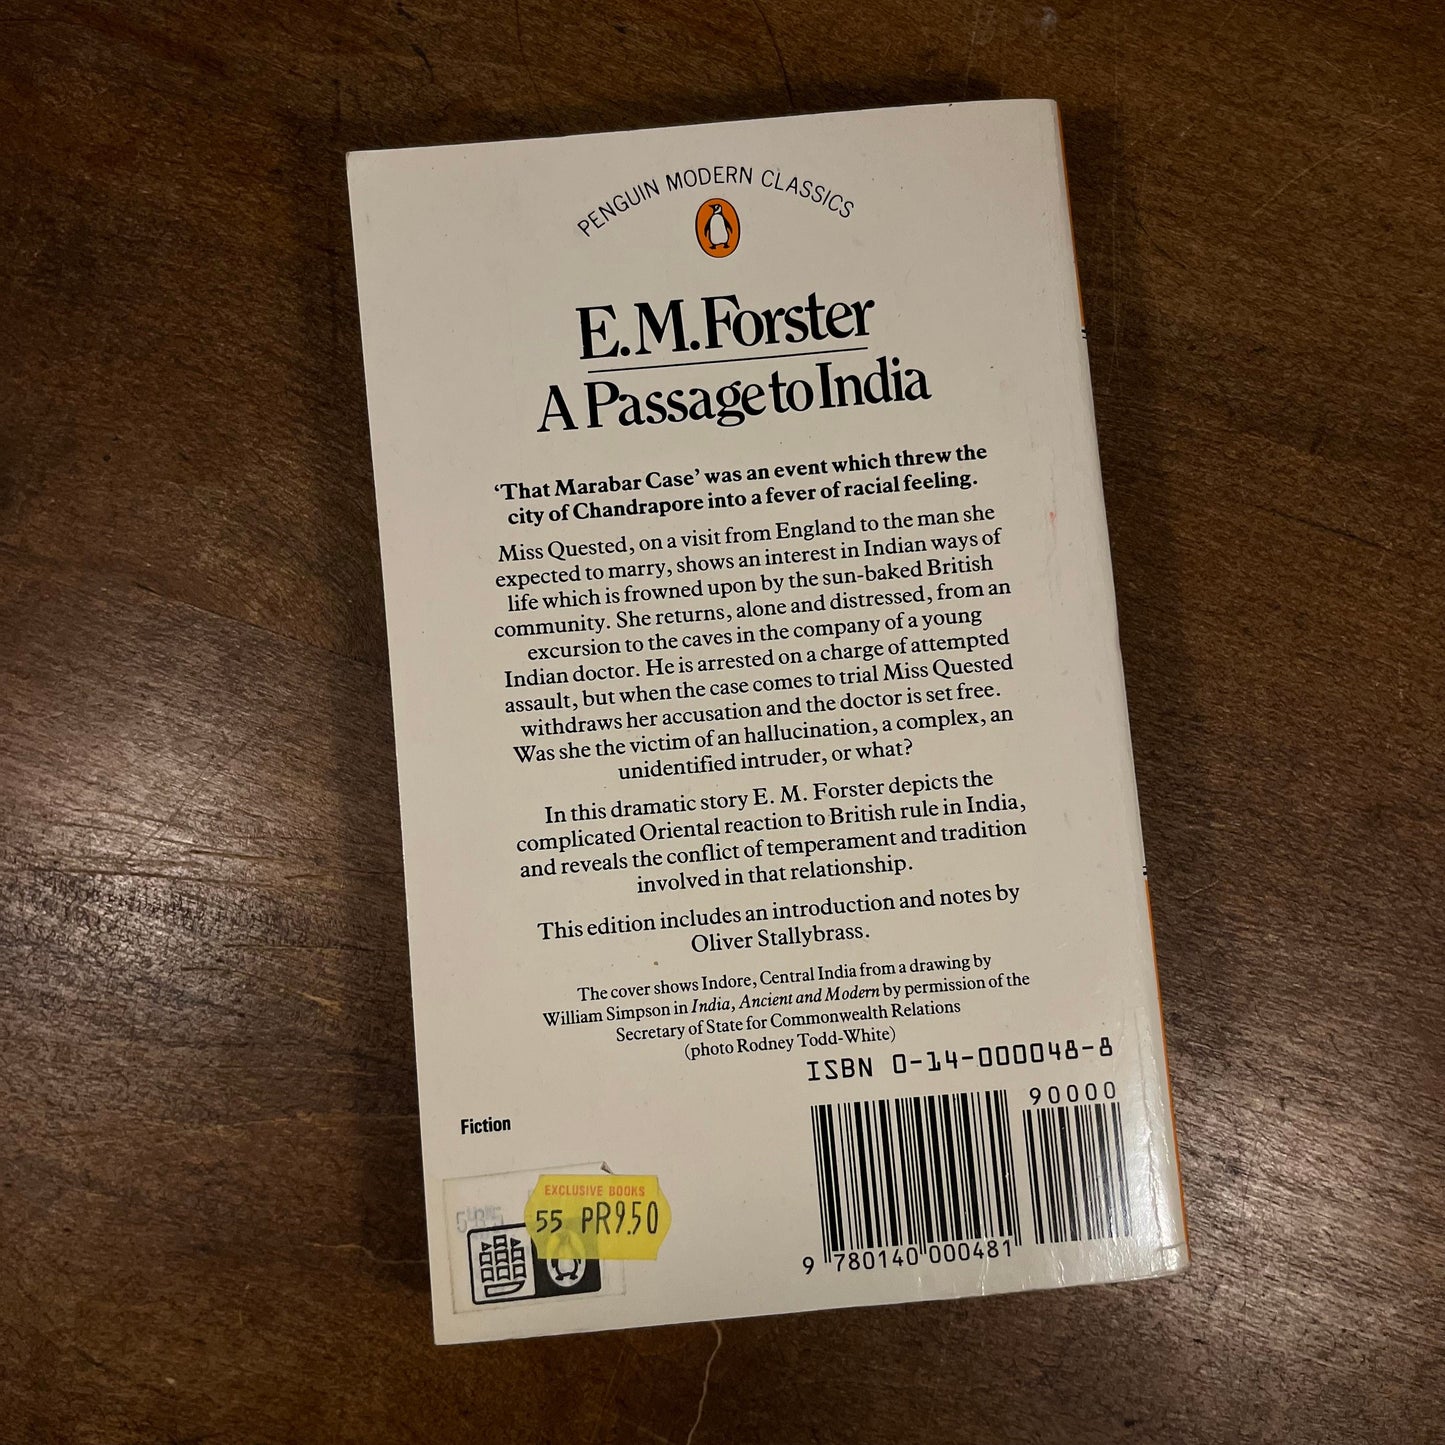 PENGUIN MODERN CLASSICS
E.M.Forster
A Passage to India
‘That Marabar Case’ was an event which threw the
city of Chandrapore into a fever of racial feeling.
Miss Quested, on a visit from England to the man she
expected to marry, shows an interest in Indian ways of
life which is frowned upon by the sun-baked British
community. She returns, alone and distressed, from an
excursion to the caves in the company of a young
Indian doctor. He is arrested on a charge of attempted
assault, but when the case comes to trial Miss Quested
withdraws her accusation and the doctor is set free.
Was she the victim of an hallucination, a complex, an
unidentified intruder, or what?
In this dramatic story E. M. Forster depicts the
complicated Oriental reaction to British rule in India,
and reveals the conflict of temperament and tradition
involved in that relationship.
This edition includes an introduction and notes by
Oliver Stallybrass.
The cover shows Indore, Central India from a drawing by
William Simpson in India, Ancient and Modern by permission of the
Secretary of State for Commonwealth Relations
(photo Rodney Todd-White)
ISBN 0-14-000048-8
90000
Fiction
EXCLUSIVE BOOKS
55 PR9.50
9 780140 000481